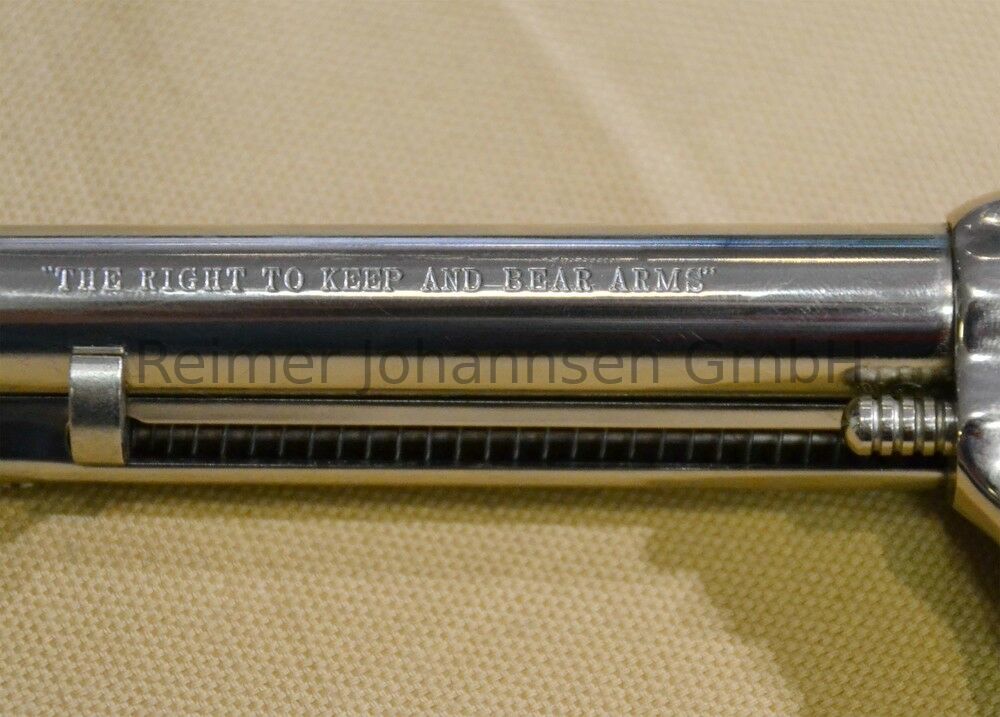 "THE RIGHT TO KEEP AND BEAR ARMS"
Reimer Johannsen GmbH